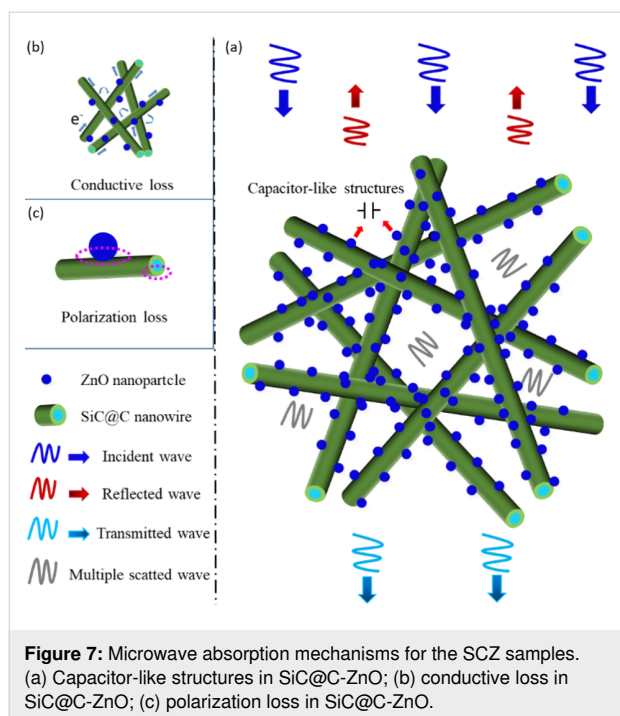 (b)
e-
Conductive loss
(c)
Polarization loss
ZnO nanopartcle
SiC@C nanowire
Incident wave
Reflected wave
Transmitted wave
Multiple scatted wave
(a)
Capacitor-like structures
Figure 7: Microwave absorption mechanisms for the SCZ samples.
(a) Capacitor-like structures in SiC@C-ZnO; (b) conductive loss in
SiC@C-ZnO; (c) polarization loss in SiC@C-ZnO.